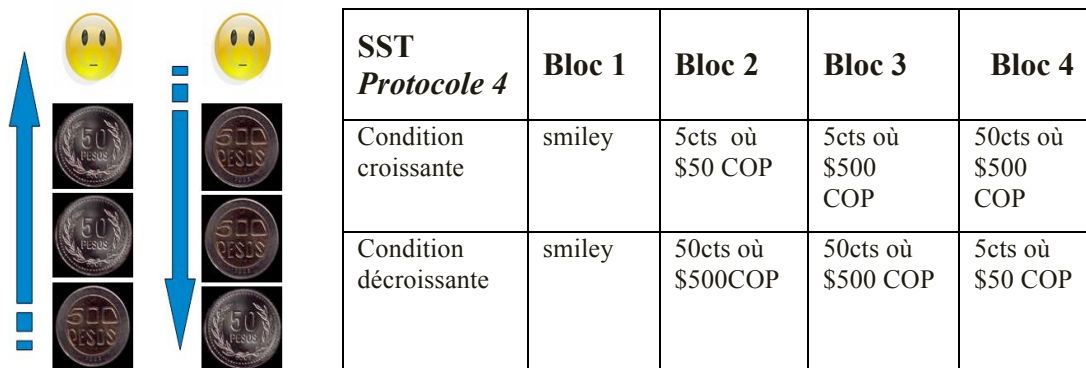 50
PESOS
500
PESOS
50
PESOS
500
PESOS
500
PESOS
50
PESOS
SST
Protocole 4
Bloc 1
Bloc 2
Bloc 3
Bloc 4
Condition
croissante
smiley
5cts où
$50 COP
5cts où
$500
COP
50cts où
$500
COP
Condition
décroissante
smiley
50cts où
$500COP
50cts où
$500 COP
5cts où
$50 COP